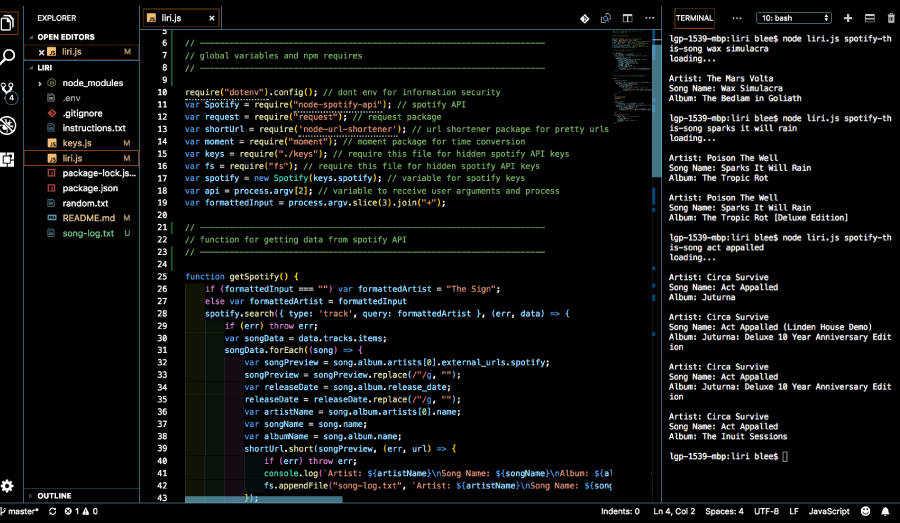 EXPLORER
OPEN EDITORS
liri.js M
LIRI
node_modules
.env
.gitignore
instructions.txt
keys.js M
liri.js M
package-lock.js...
package.json
random.txt
README.md M
song-log.txt U
OUTLINE
liri.js
5
6 // ----------------------------------------------------------------
7 // global variables and npm requires
8 // ----------------------------------------------------------------
9
10 require("dotenv").config(); // dont env for information security
11 var Spotify = require("node-spotify-api"); // spotify API
12 var request = require("request"); // request package
13 var shortUrl = require('node-url-shortener'); // url shortener package for pretty urls
14 var moment = require("moment"); // moment package for time conversion
15 var keys = require("./keys"); // require this file for hidden spotify API keys
16 var fs = require("fs"); // require this file for hidden spotify API keys
17 var spotify = new Spotify(keys.spotify); // variable for spotify keys
18 var api = process.argv[2]; // variable to receive user arguments and process
19 var formattedInput = process.argv.slice(3).join("+");
21 // ----------------------------------------------------------------
22 // function for getting data from spotify API
23 // ----------------------------------------------------------------
24
25 function getSpotify() {
26 if (formattedInput === "") var formattedArtist = "The Sign";
27 else var formattedArtist = formattedInput
28 spotify.search({ type: 'track', query: formattedArtist }, (err, data) => {
29 if (err) throw err;
30 var songData = data.tracks.items;
31 songData.forEach((song) => {
32 var songPreview = song.album.artists[0].external_urls.spotify;
33 songPreview = songPreview.replace(/"/g, "");
34 var releaseDate = song.album.release_date;
35 releaseDate = releaseDate.replace(/"/g, "");
36 var artistName = song.album.artists[0].name;
37 var songName = song.name;
38 var albumName = song.album.name;
39 shortUrl.short(songPreview, (err, url) => {
40 if (err) throw err;
41 console.log(`Artist: ${artistName}\nSong Name: ${songName}\nAlbum: ${al
42 fs.appendFile("song-log.txt", `Artist: ${artistName}\nSong Name: ${song
43 });
TERMINAL
10: bash
lgp-1539-mbp:liri blee$ node liri.js spotify-th
is-song wax simulacra
loading...
Artist: The Mars Volta
Song Name: Wax Simulacra
Album: The Bedlam in Goliath
lgp-1539-mbp:liri blee$ node liri.js spotify-th
is-song sparks it will rain
loading...
Artist: Poison The Well
Song Name: Sparks It Will Rain
Album: The Tropic Rot
Artist: Poison The Well
Song Name: Sparks It Will Rain
Album: The Tropic Rot [Deluxe Edition]
lgp-1539-mbp:liri blee$ node liri.js spotify-th
is-song act appalled
loading...
Artist: Circa Survive
Song Name: Act Appalled
Album: Juturna
Artist: Circa Survive
Song Name: Act Appalled (Linden House Demo)
Album: Juturna: Deluxe 10 Year Anniversary Edit
ion
Artist: Circa Survive
Song Name: Act Appalled
Album: Juturna: Deluxe 10 Year Anniversary Edit
ion
Artist: Circa Survive
Song Name: Act Appalled
Album: The Inuit Sessions
lgp-1539-mbp:liri blee$
4
master* 1 0
Indents: 0 Ln 4, Col 2 Spaces: 4 UTF-8 LF JavaScript